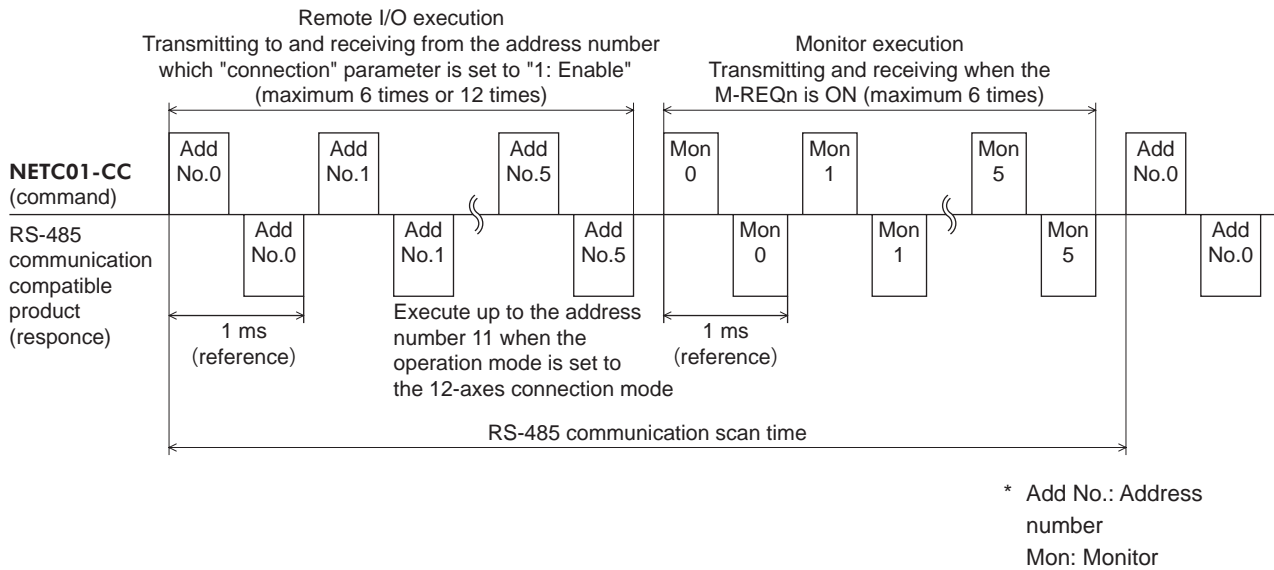 Remote I/O execution
Transmitting to and receiving from the address number
which "connection" parameter is set to "1: Enable"
(maximum 6 times or 12 times)
Monitor execution
Transmitting and receiving when the
M-REQn is ON (maximum 6 times)
NETC01-CC
(command)
Add
No.0
Add
No.1
Add
No.5
Mon
0
Mon
1
Mon
5
Add
No.0
RS-485
communication
compatible
product
(responce)
Add
No.0
Add
No.1
Add
No.5
Mon
0
Mon
1
Mon
5
Add
No.0
1 ms
(reference)
Execute up to the address
number 11 when the
operation mode is set to
the 12-axes connection mode
1 ms
(reference)
RS-485 communication scan time
* Add No.: Address
number
Mon: Monitor